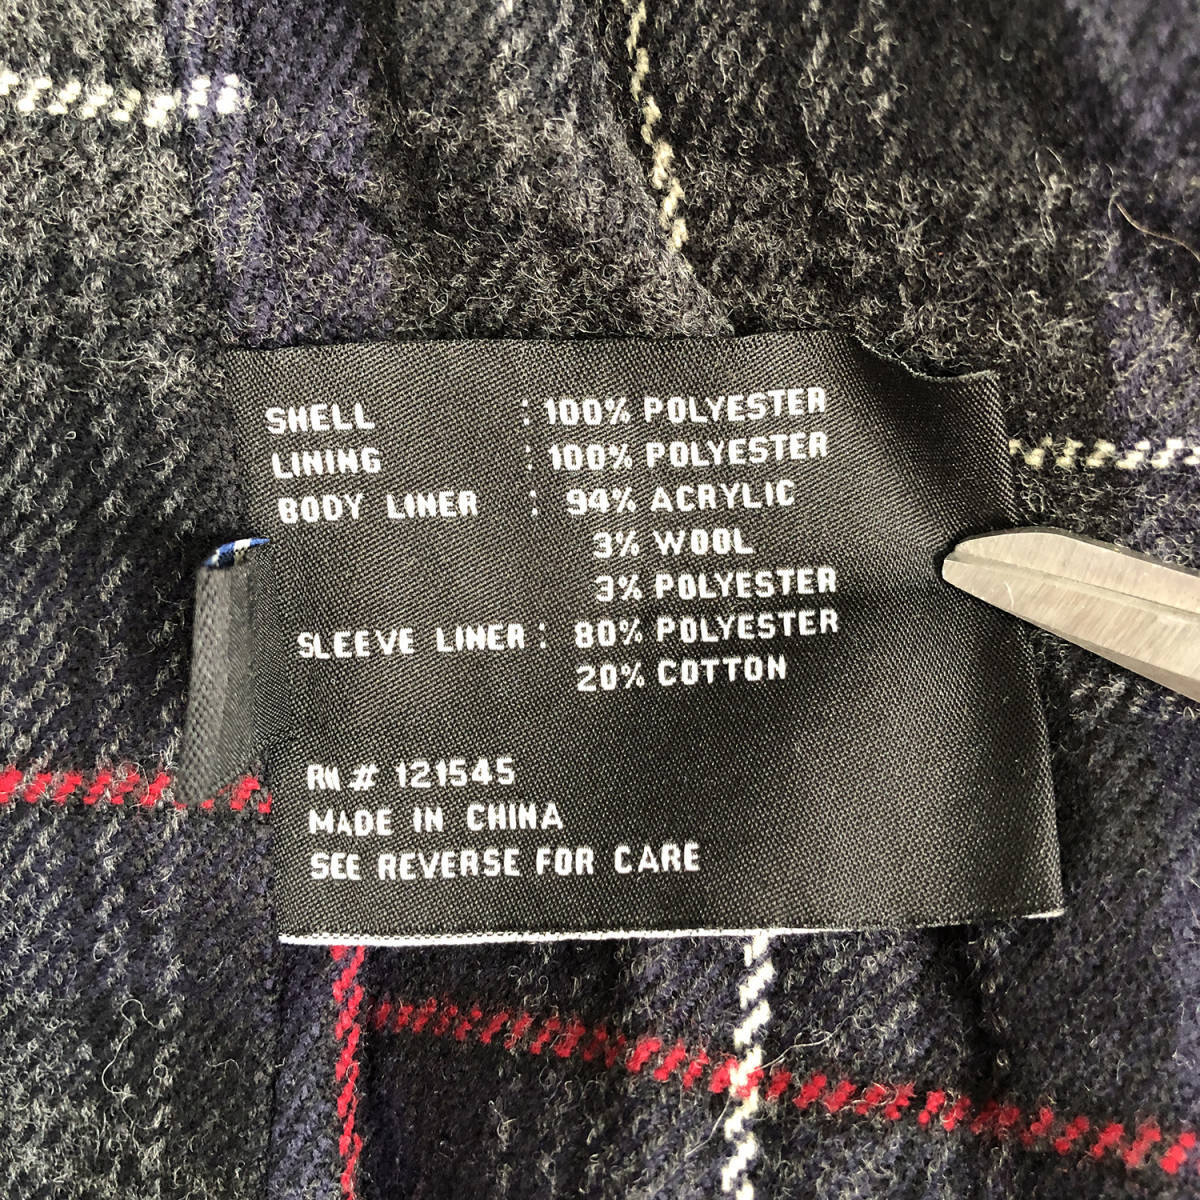 SHELL : 100% POLYESTER
LINING : 100% POLYESTER
BODY LINER : 94% ACRYLIC
3% WOOL
3% POLYESTER
SLEEVE LINER : 80% POLYESTER
20% COTTON
RN # 121545
MADE IN CHINA
SEE REVERSE FOR CARE